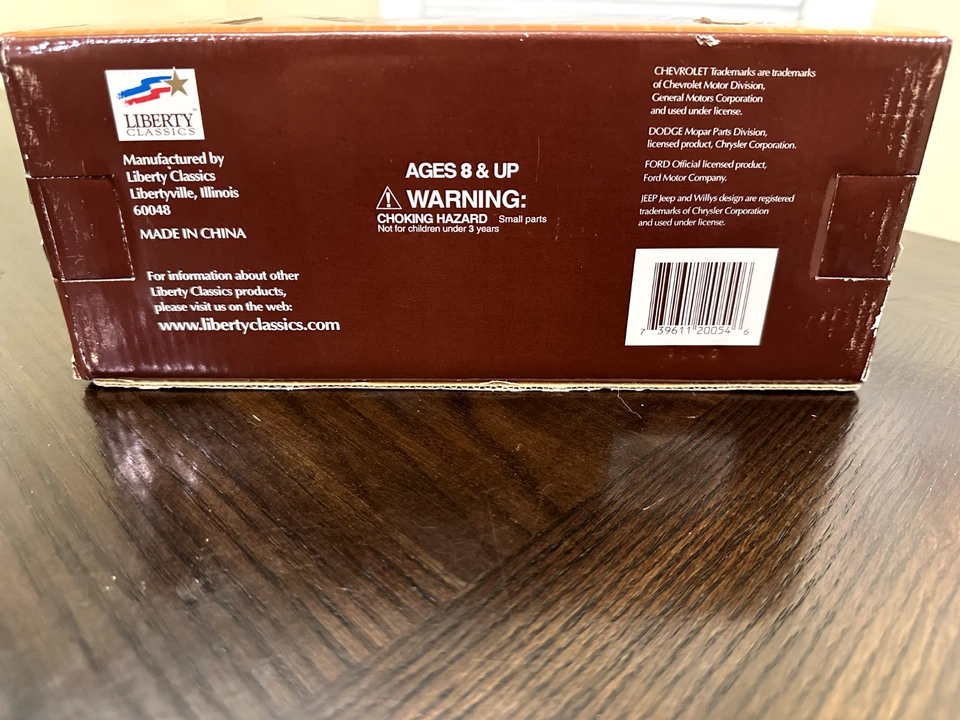 LIBERTY
CLASSICS
Manufactured by
Liberty Classics
Libertyville, Illinois
60048
MADE IN CHINA
For information about other
Liberty Classics products,
please visit us on the web:
www.libertyclassics.com
AGES 8 & UP
WARNING:
CHOKING HAZARD Small parts
Not for children under 3 years
CHEVROLET Trademarks are trademarks
of Chevrolet Motor Division,
General Motors Corporation
and used under license.
DODGE Mopar Parts Division,
licensed product, Chrysler Corporation.
FORD Official licensed product,
Ford Motor Company.
JEEP Jeep and Willys design are registered
trademarks of Chrysler Corporation
and used under license.
7 39611 20054 6